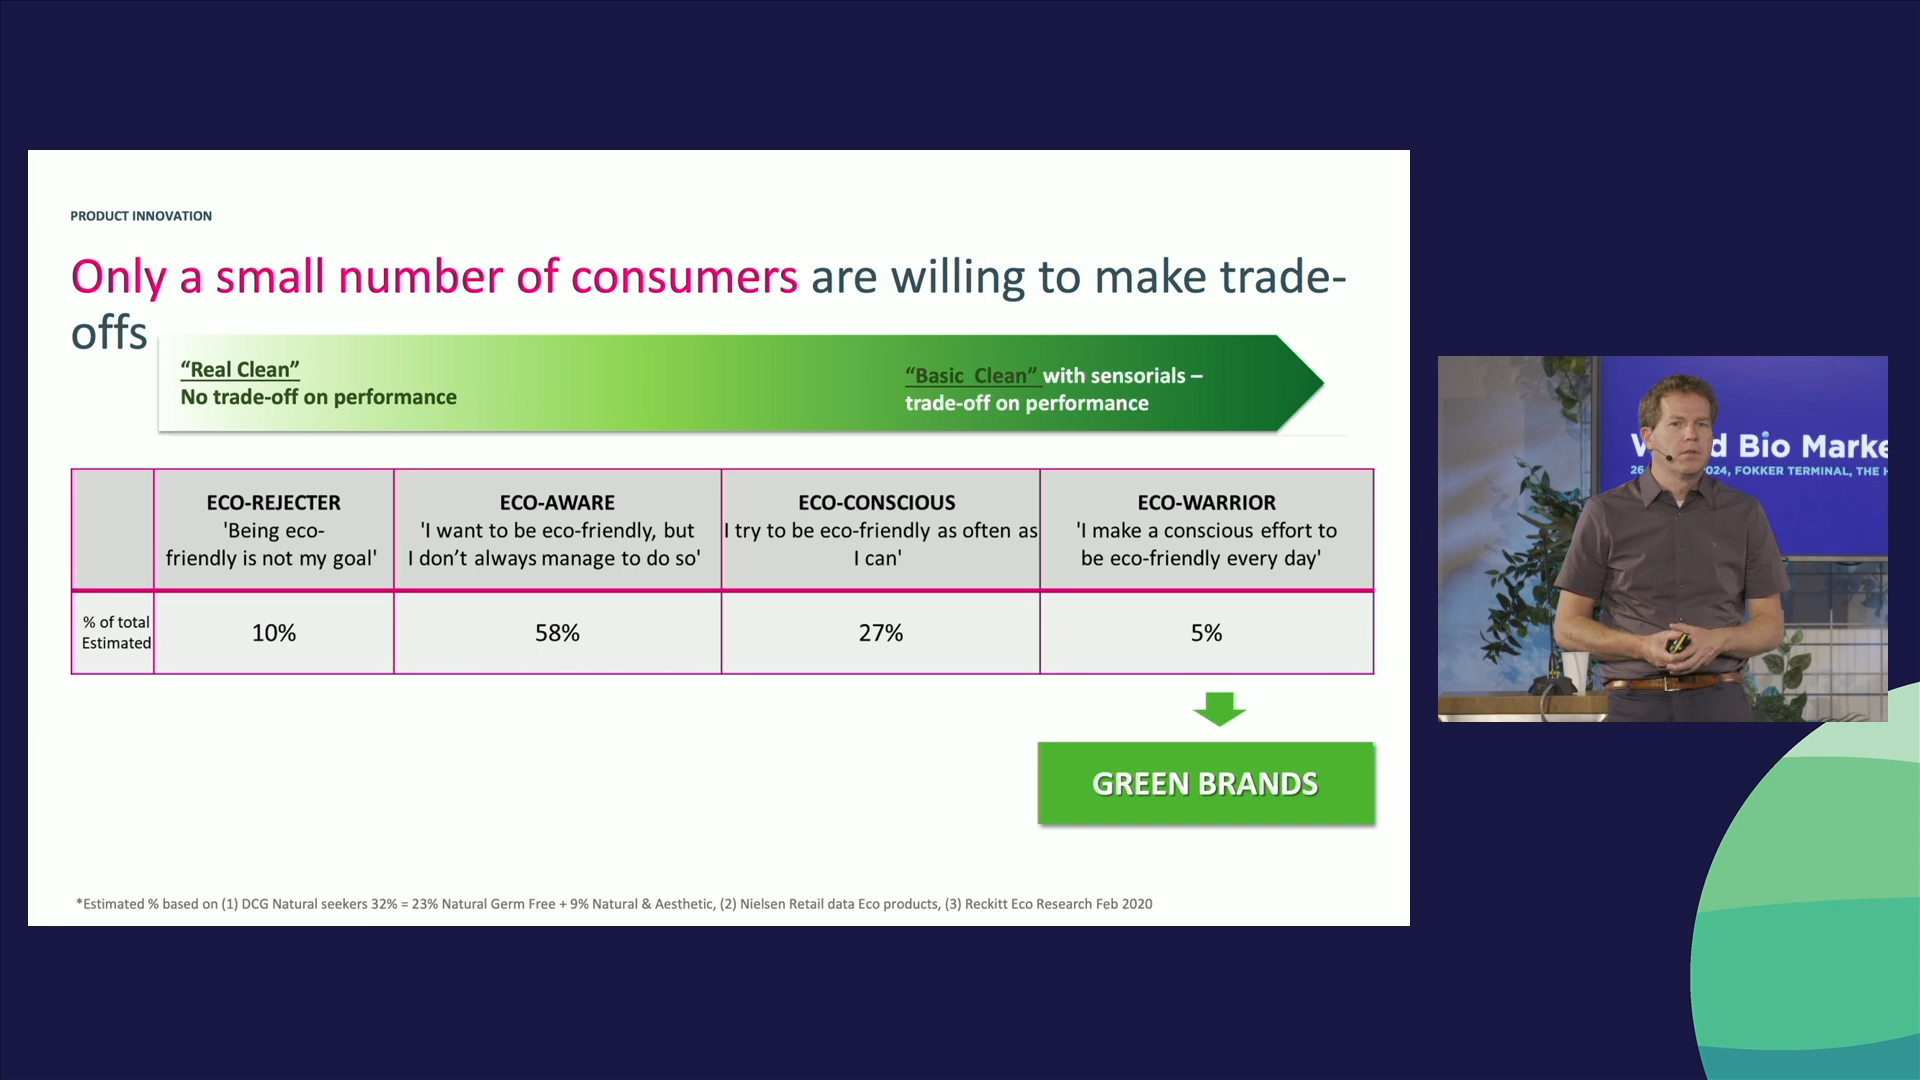 PRODUCT INNOVATION
Only a small number of consumers are willing to make trade-
offs
“Real Clean”
No trade-off on performance
“Basic Clean” with sensorials –
trade-off on performance
ECO-REJECTER
'Being eco-
friendly is not my goal'
ECO-AWARE
'I want to be eco-friendly, but
I don’t always manage to do so'
ECO-CONSCIOUS
I try to be eco-friendly as often as
I can'
ECO-WARRIOR
'I make a conscious effort to
be eco-friendly every day'
% of total
Estimated
10%
58%
27%
5%
GREEN BRANDS
*Estimated % based on (1) DCG Natural seekers 32% = 23% Natural Germ Free + 9% Natural & Aesthetic, (2) Nielsen Retail data Eco products, (3) Reckitt Eco Research Feb 2020
Bio Marke
26 024, FOKKER TERMINAL, THE H